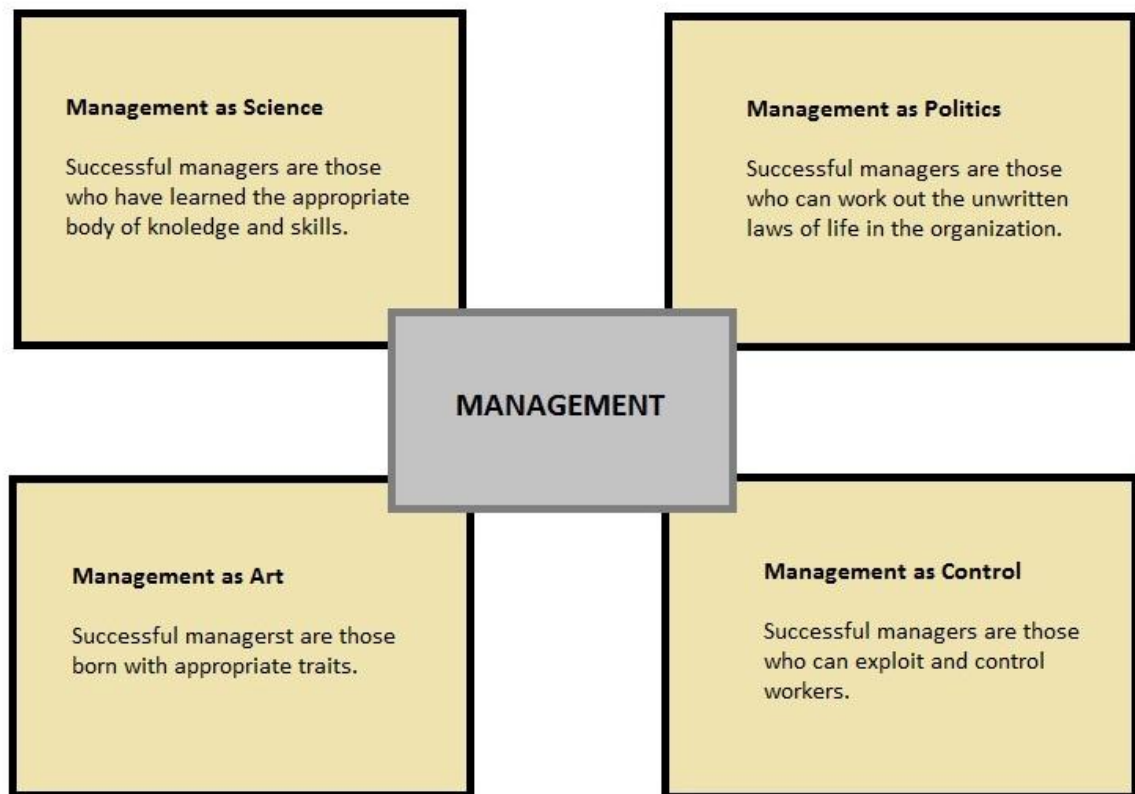 Management as Science
Successful managers are those
who have learned the appropriate
body of knoledge and skills.
Management as Politics
Successful managers are those
who can work out the unwritten
laws of life in the organization.
MANAGEMENT
Management as Art
Successful managerst are those
born with appropriate traits.
Management as Control
Successful managers are those
who can exploit and control
workers.